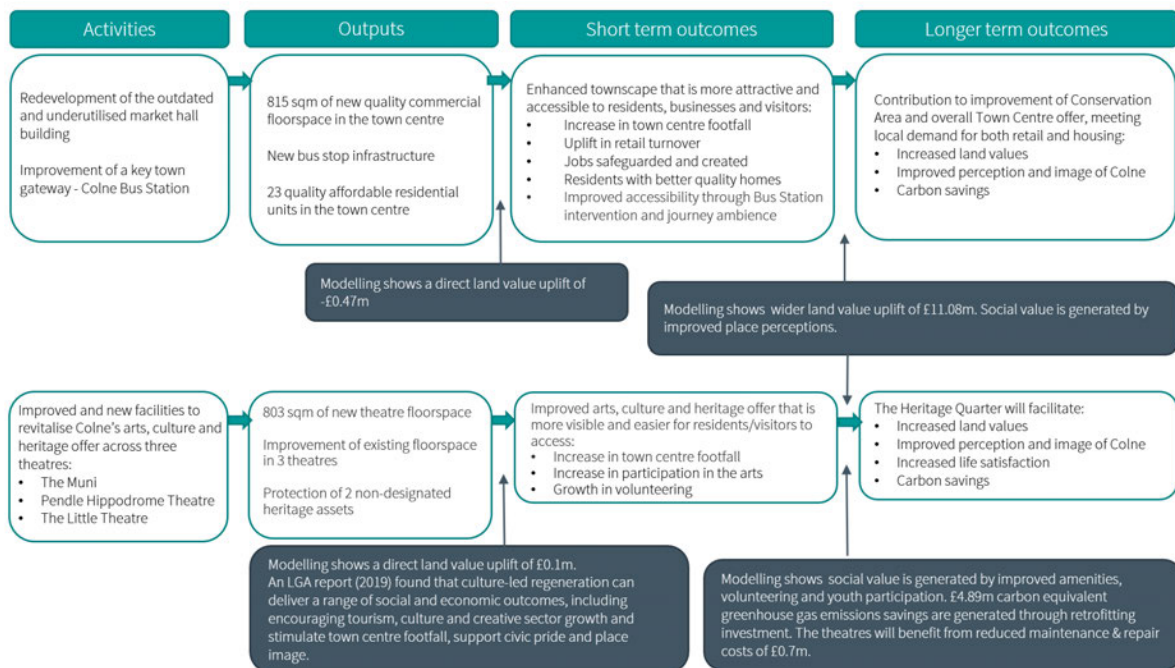 Activities
Outputs
Short term outcomes
Longer term outcomes
Redevelopment of the outdated
and underutilised market hall
building
Improvement of a key town
gateway - Colne Bus Station
815 sqm of new quality commercial
floorspace in the town centre
New bus stop infrastructure
23 quality affordable residential
units in the town centre
Enhanced townscape that is more attractive and
accessible to residents, businesses and visitors:
• Increase in town centre footfall
• Uplift in retail turnover
• Jobs safeguarded and created
• Residents with better quality homes
• Improved accessibility through Bus Station
intervention and journey ambience
Contribution to improvement of Conservation
Area and overall Town Centre offer, meeting
local demand for both retail and housing:
• Increased land values
• Improved perception and image of Colne
• Carbon savings
Modelling shows a direct land value uplift of
-£0.47m
Modelling shows wider land value uplift of £11.08m. Social value is generated by
improved place perceptions.
Improved and new facilities to
revitalise Colne's arts, culture and
heritage offer across three
theatres:
• The Muni
• Pendle Hippodrome Theatre
• The Little Theatre
803 sqm of new theatre floorspace
Improvement of existing floorspace
in 3 theatres
Protection of 2 non-designated
heritage assets
Improved arts, culture and heritage offer that is
more visible and easier for residents/visitors to
access:
• Increase in town centre footfall
• Increase in participation in the arts
• Growth in volunteering
The Heritage Quarter will facilitate:
• Increased land values
• Improved perception and image of Colne
• Increased life satisfaction
• Carbon savings
Modelling shows a direct land value uplift of £0.1m.
An LGA report (2019) found that culture-led regeneration can
deliver a range of social and economic outcomes, including
encouraging tourism, culture and creative sector growth and
stimulate town centre footfall, support civic pride and place
image.
Modelling shows social value is generated by improved amenities,
volunteering and youth participation. £4.89m carbon equivalent
greenhouse gas emissions savings are generated through retrofitting
investment. The theatres will benefit from reduced maintenance & repair
costs of £0.7m.